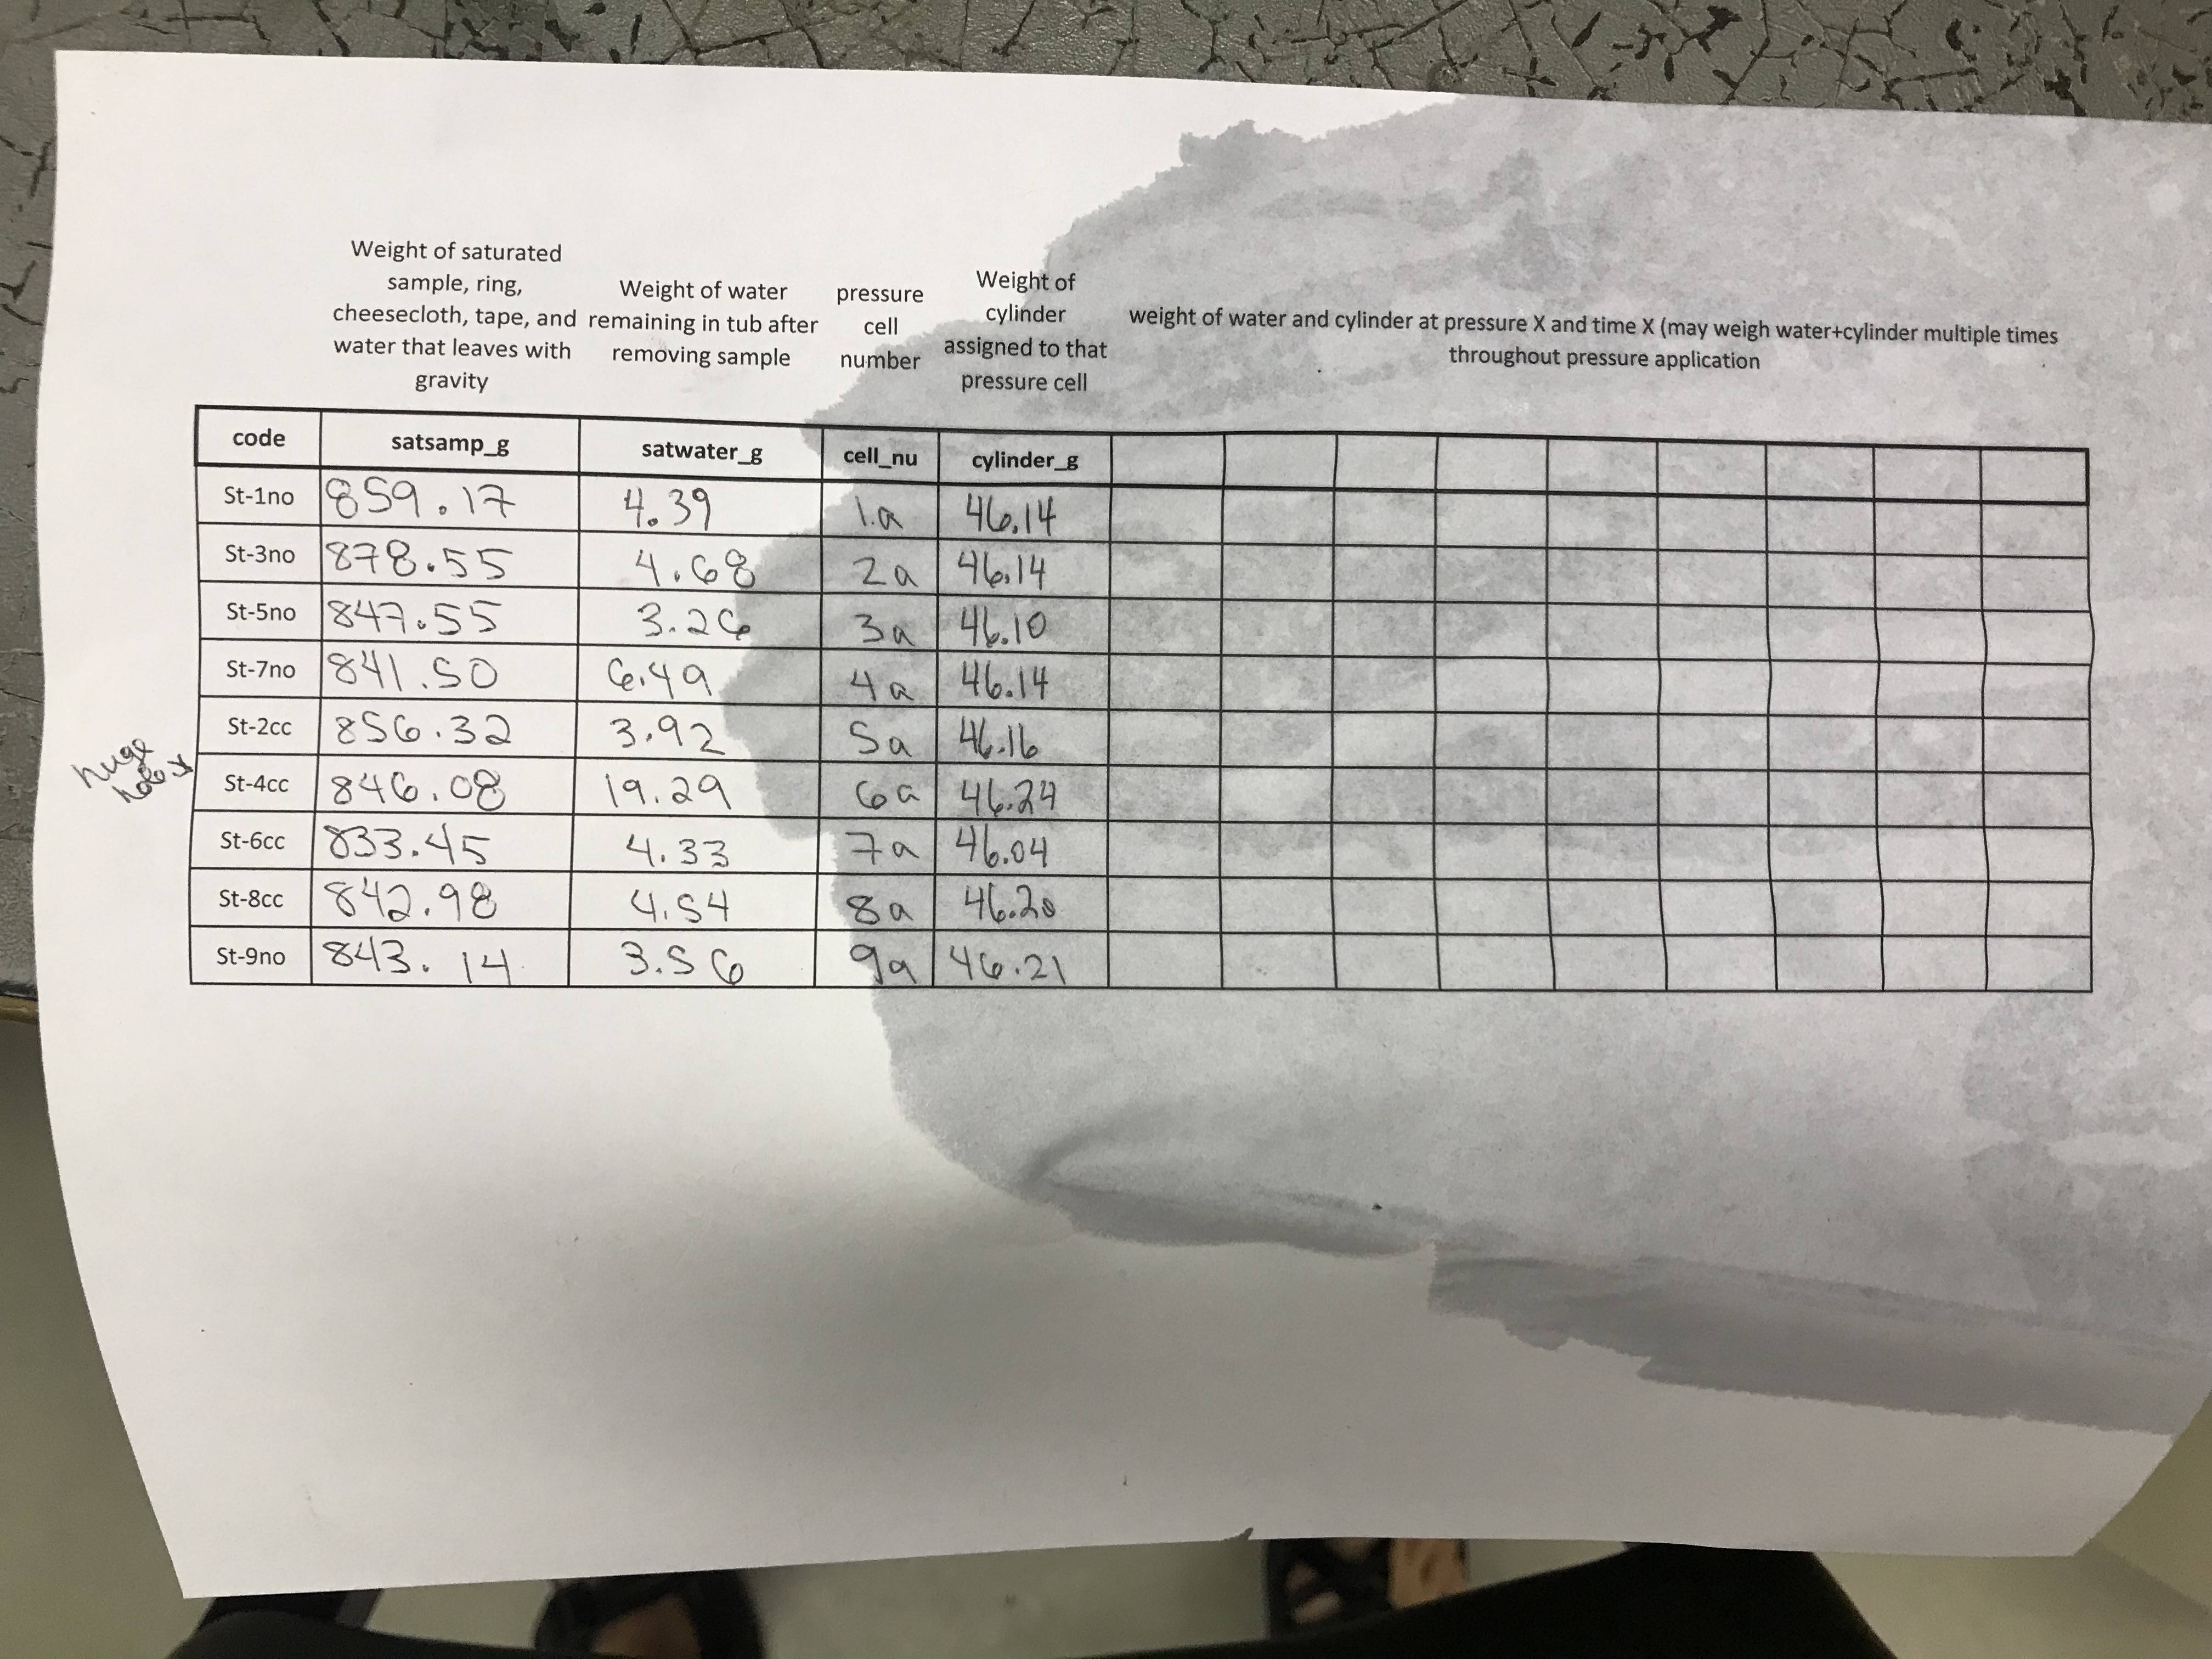 Weight of saturated
sample, ring,
cheesecloth, tape, and
water that leaves with
gravity
Weight of water
remaining in tub after
removing sample
pressure
cell
number
Weight of
cylinder
assigned to that
pressure cell
weight of water and cylinder at pressure X and time X (may weigh water+cylinder multiple times
throughout pressure application
code satsamp_g satwater_g cell_nu cylinder_g
St-1no 859.17 4.39 1.a 46.14
St-3no 878.55 4.68 2a 46.14
St-5no 847.55 3.26 3a 46.10
St-7no 841.50 6.49 4a 46.14
St-2cc 856.32 3.92 5a 46.16
huge
hole
St-4cc 846.08 19.29 6a 46.24
St-6cc 833.45 4.33 7a 46.04
St-8cc 842.98 4.54 8a 46.20
St-9no 843.14 3.56 9a 46.21